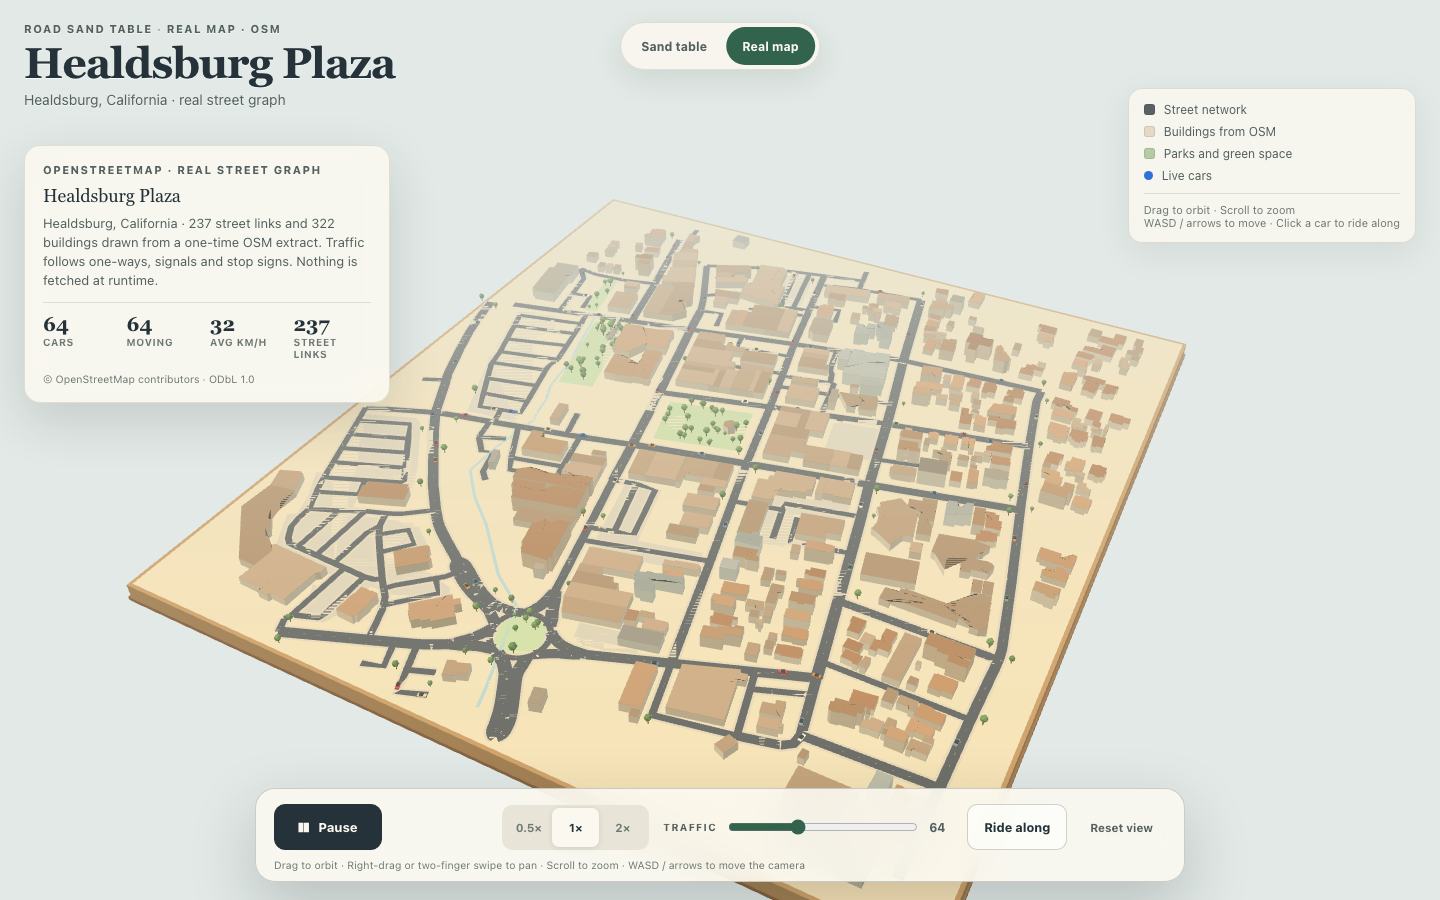 ROAD SAND TABLE · REAL MAP · OSM
Healdsburg Plaza
Healdsburg, California · real street graph
Sand table
Real map
OPENSTREETMAP · REAL STREET GRAPH
Healdsburg Plaza
Healdsburg, California · 237 street links and 322
buildings drawn from a one-time OSM extract. Traffic
follows one-ways, signals and stop signs. Nothing is
fetched at runtime.
64 64 32 237
CARS MOVING AVG KM/H STREET
LINKS
© OpenStreetMap contributors · ODbL 1.0
Street network
Buildings from OSM
Parks and green space
Live cars
Drag to orbit · Scroll to zoom
WASD / arrows to move · Click a car to ride along
Pause
0.5× 1× 2×
TRAFFIC 64
Ride along
Reset view
Drag to orbit · Right-drag or two-finger swipe to pan · Scroll to zoom · WASD / arrows to move the camera